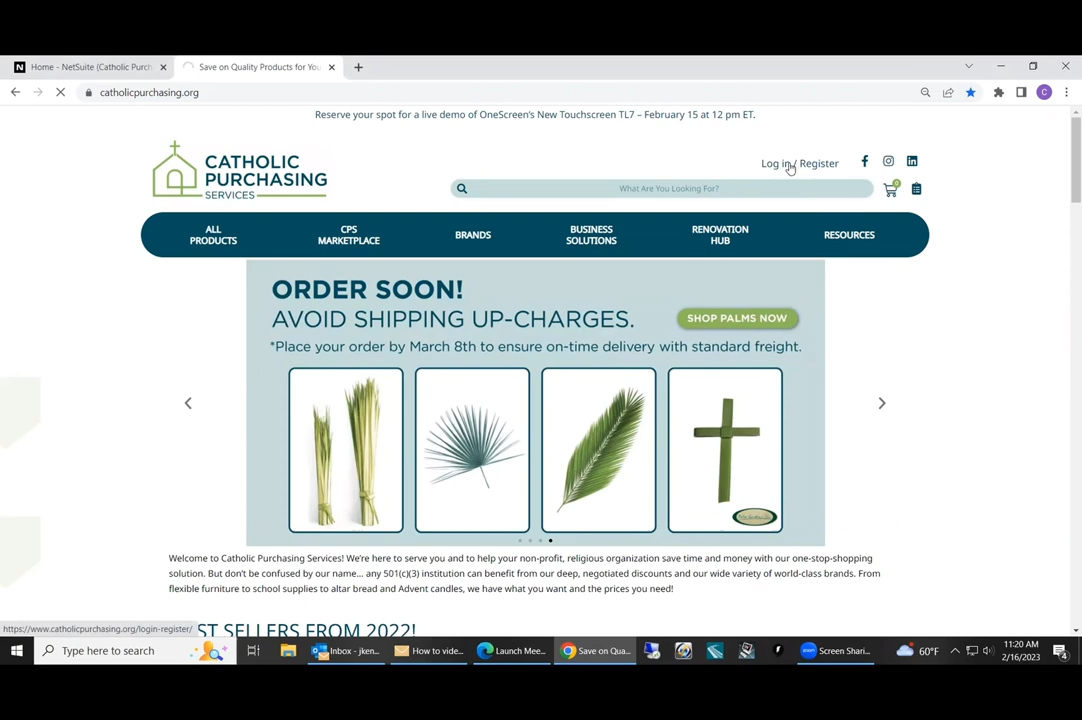 Home - NetSuite (Catholic Purch
Save on Quality Products for You
catholicpurchasing.org
C
Reserve your spot for a live demo of OneScreen's New Touchscreen TL7 – February 15 at 12 pm ET.
CATHOLIC
PURCHASING
SERVICES
Log in / Register
What Are You Looking For?
0
ALL
PRODUCTS
CPS
MARKETPLACE
BRANDS
BUSINESS
SOLUTIONS
RENOVATION
HUB
RESOURCES
ORDER SOON!
AVOID SHIPPING UP-CHARGES.
SHOP PALMS NOW
*Place your order by March 8th to ensure on-time delivery with standard freight.
Welcome to Catholic Purchasing Services! We're here to serve you and to help your non-profit, religious organization save time and money with our one-stop-shopping
solution. But don't be confused by our name... any 501(c)(3) institution can benefit from our deep, negotiated discounts and our wide variety of world-class brands. From
flexible furniture to school supplies to altar bread and Advent candles, we have what you want and the prices you need!
https://www.catholicpurchasing.org/login-register/
ST SELLERS FROM 2022!
Type here to search
Inbox - jken...
How to vide...
Launch Mee...
Save on Qua...
zoom
Screen Shari...
60°F
11:20 AM
2/16/2023
4